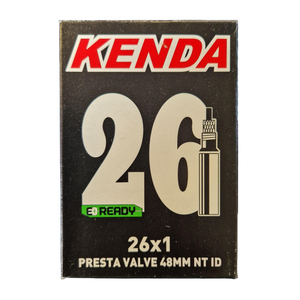 KENDA
26
READY
26x1
PRESTA VALVE 48MM NT ID